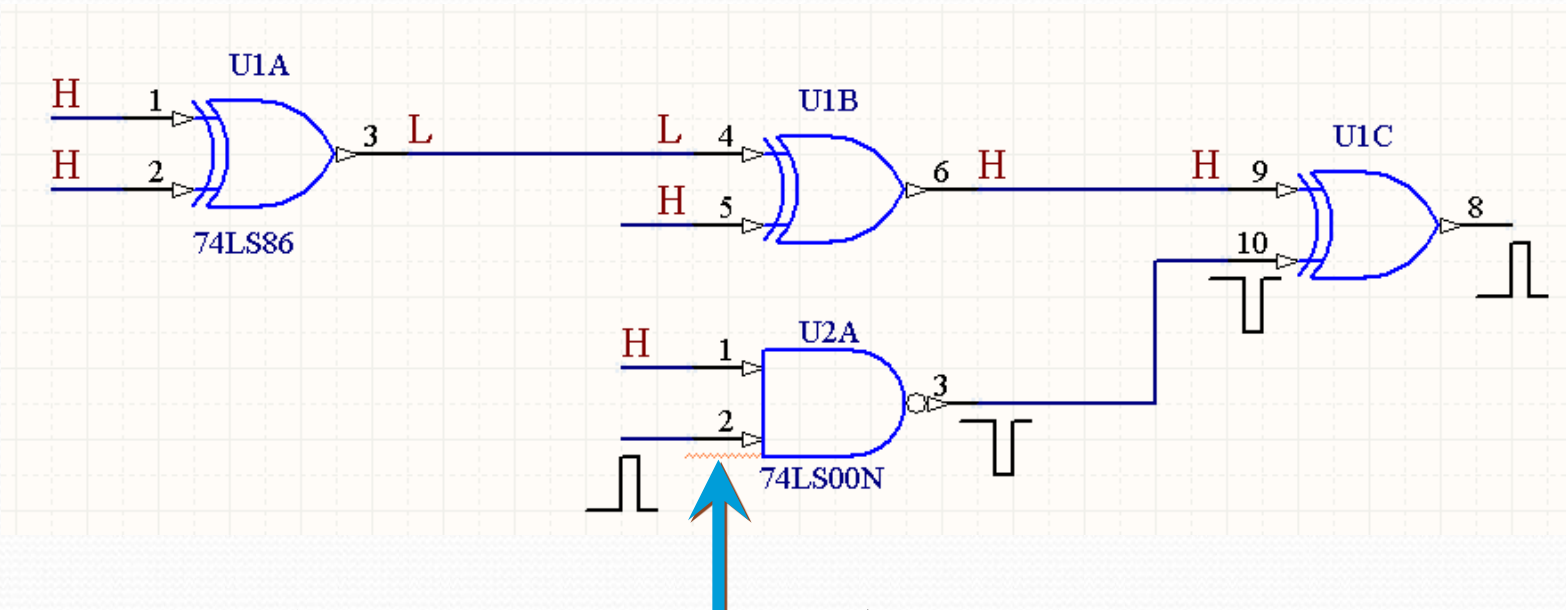 U1A
H 1
H 2
3 L
74LS86
U1B
L 4
H 5
6 H
U1C
H 9
10
8
U2A
H 1
2
3
74LS00N